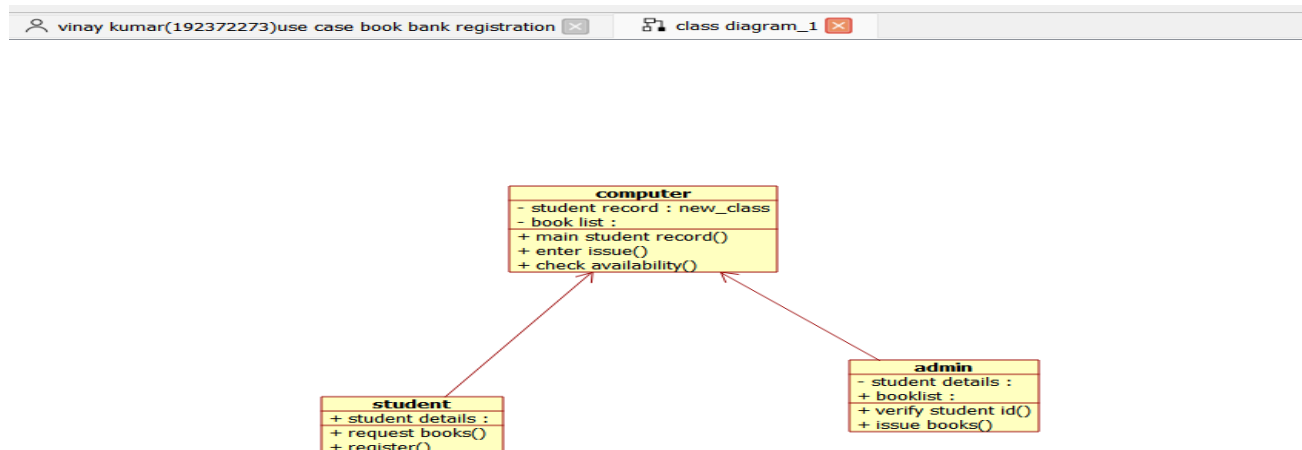 vinay kumar(192372273)use case book bank registration
class diagram_1
computer
- student record : new_class
- book list :
+ main student record()
+ enter issue()
+ check availability()
admin
- student details :
+ booklist :
+ verify student id()
+ issue books()
student
+ student details :
+ request books()
+ register()